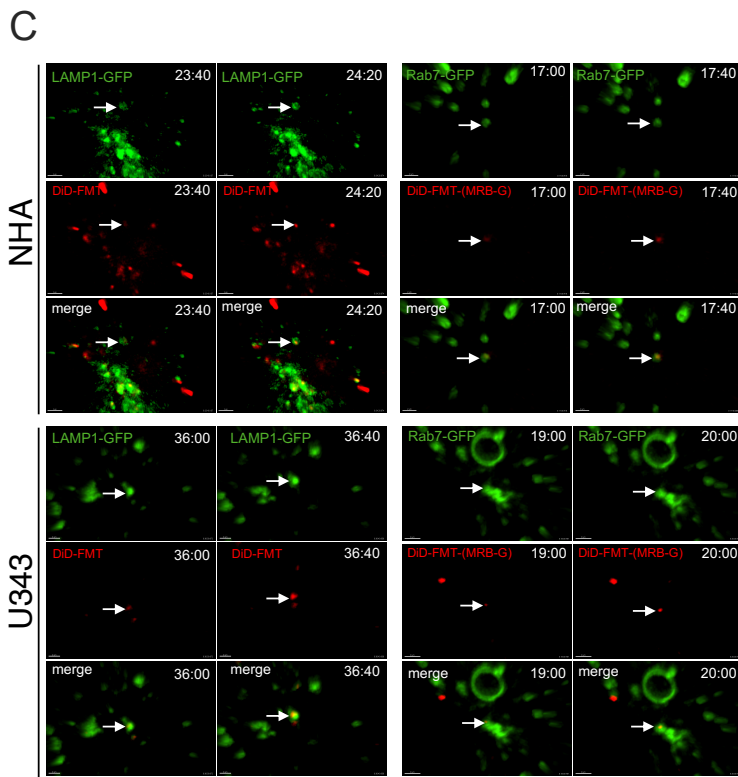 C
NHA
LAMP1-GFP 23:40
LAMP1-GFP 24:20
Rab7-GFP 17:00
Rab7-GFP 17:40
DiD-FMT 23:40
DiD-FMT 24:20
DiD-FMT-(MRB-G) 17:00
DiD-FMT-(MRB-G) 17:40
merge 23:40
merge 24:20
merge 17:00
merge 17:40
U343
LAMP1-GFP 36:00
LAMP1-GFP 36:40
Rab7-GFP 19:00
Rab7-GFP 20:00
DiD-FMT 36:00
DiD-FMT 36:40
DiD-FMT-(MRB-G) 19:00
DiD-FMT-(MRB-G) 20:00
merge 36:00
merge 36:40
merge 19:00
merge 20:00